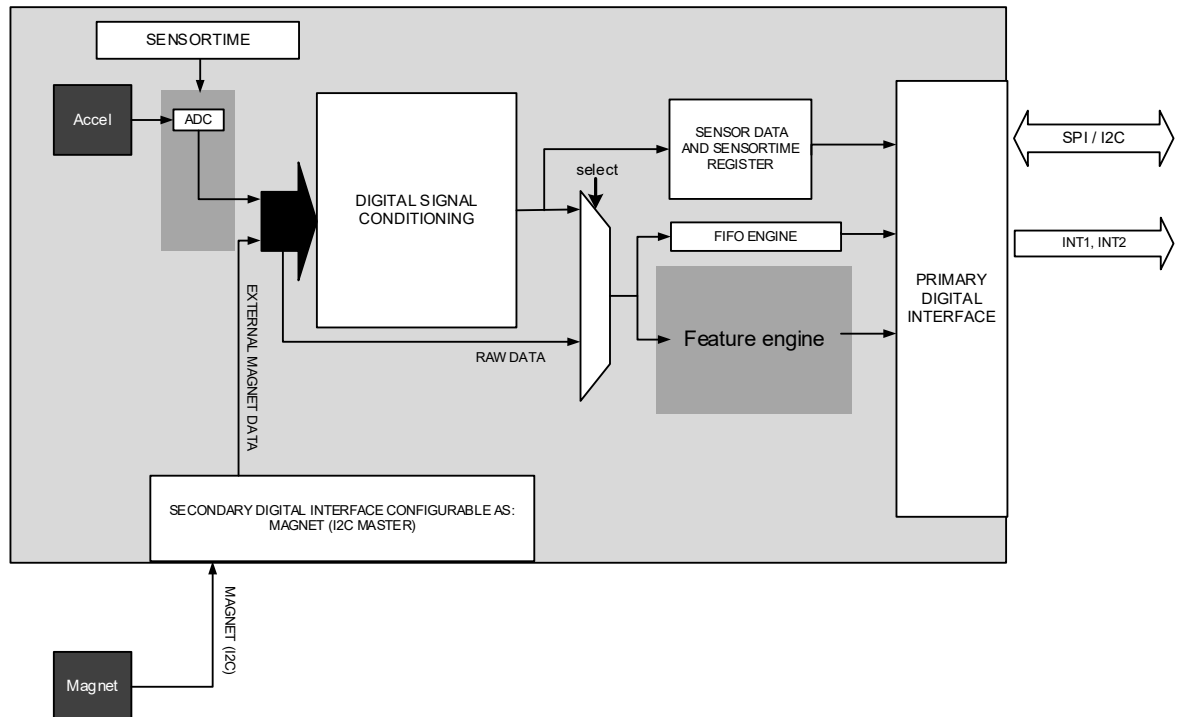 SENSORTIME
Accel
ADC
DIGITAL SIGNAL
CONDITIONING
SENSOR DATA
AND SENSORTIME
REGISTER
SPI / I2C
select
FIFO ENGINE
INT1, INT2
PRIMARY
DIGITAL
INTERFACE
Feature engine
RAW DATA
EXTERNAL MAGNET DATA
SECONDARY DIGITAL INTERFACE CONFIGURABLE AS:
MAGNET (I2C MASTER)
MAGNET (I2C)
Magnet